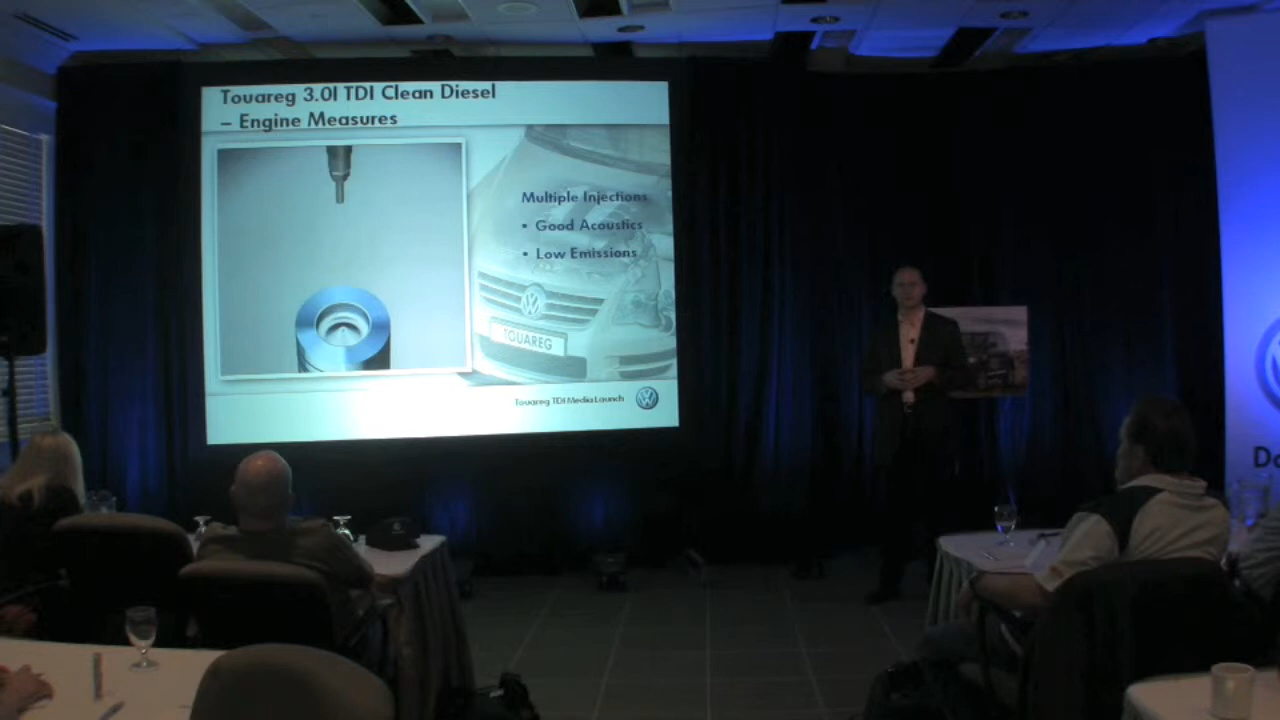 Touareg 3.0l TDI Clean Diesel
– Engine Measures
Multiple Injections
• Good Acoustics
• Low Emissions
TOUAREG
Touareg TDI Media Launch